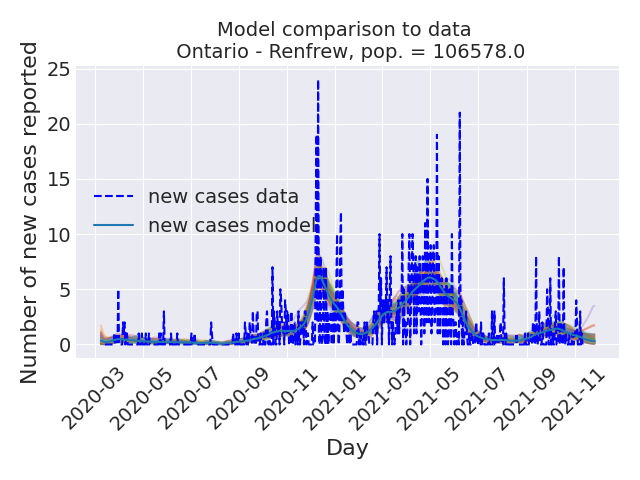 Model comparison to data
Ontario - Renfrew, pop. = 106578.0
Number of new cases reported
25
20
15
10
5
0
new cases data
new cases model
2020-03
2020-05
2020-07
2020-09
2020-11
2021-01
2021-03
2021-05
2021-07
2021-09
2021-11
Day